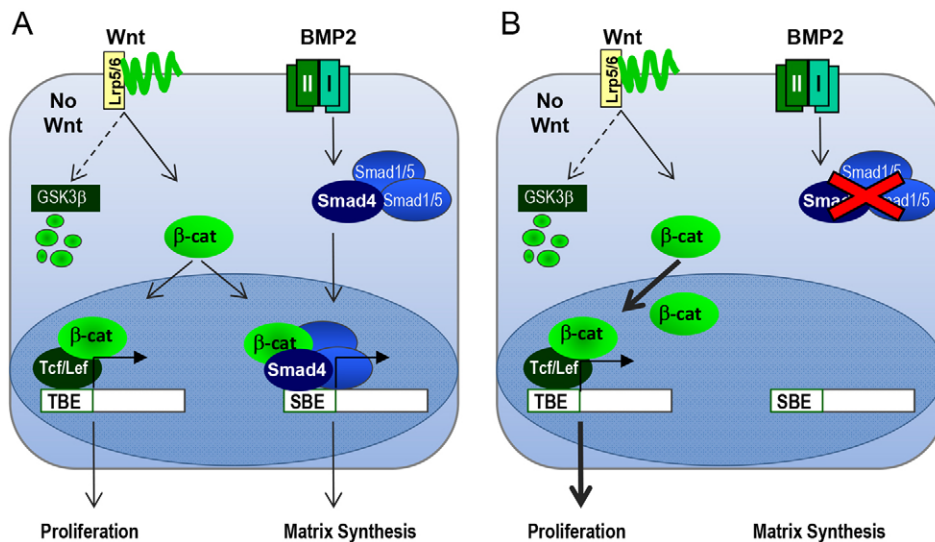 A
Wnt
BMP2
Lrp5/6
II
I
No
Wnt
GSK3β
Smad1/5
Smad4
Smad1/5
β-cat
β-cat
Tcf/Lef
TBE
β-cat
Smad4
SBE
Proliferation
Matrix Synthesis
B
Wnt
BMP2
Lrp5/6
II
I
No
Wnt
GSK3β
Smad1/5
β-cat
β-cat
β-cat
Tcf/Lef
TBE
SBE
Proliferation
Matrix Synthesis